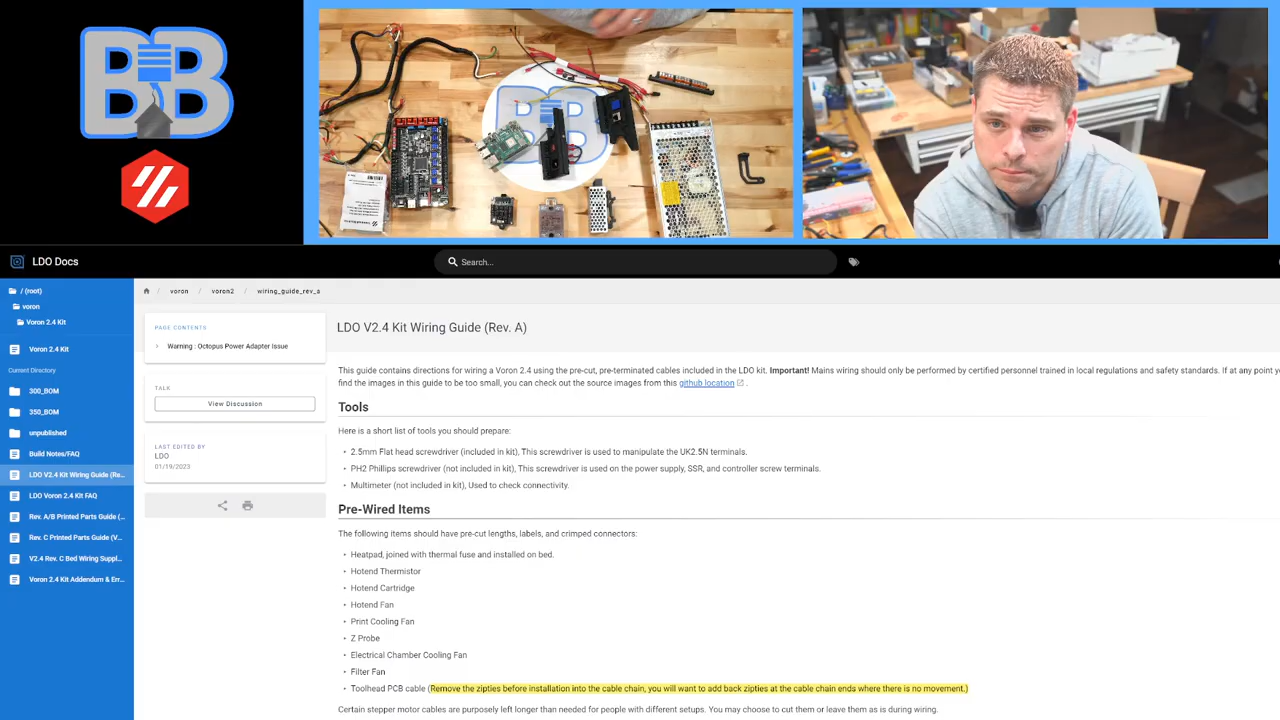 BB
LDO Docs
Search...
/ (root)
voron
Voron 2.4 Kit
Voron 2.4 Kit
Current Directory
300_BOM
350_BOM
unpublished
Build Notes/FAQ
LDO V2.4 Kit Wiring Guide (Re...
LDO Voron 2.4 Kit FAQ
Rev. A/B Printed Parts Guide (...
Rev. C Printed Parts Guide (V...
V2.4 Rev. C Bed Wiring Suppl...
Voron 2.4 Kit Addendum & Err...
/ voron / voron2 / wiring_guide_rev_a
PAGE CONTENTS
Warning : Octopus Power Adapter Issue
TALK
View Discussion
LAST EDITED BY
LDO
01/19/2023
LDO V2.4 Kit Wiring Guide (Rev. A)
This guide contains directions for wiring a Voron 2.4 using the pre-cut, pre-terminated cables included in the LDO kit. Important! Mains wiring should only be performed by certified personnel trained in local regulations and safety standards. If at any point y
find the images in this guide to be too small, you can check out the source images from this github location .
Tools
Here is a short list of tools you should prepare:
• 2.5mm Flat head screwdriver (included in kit), This screwdriver is used to manipulate the UK2.5N terminals.
• PH2 Phillips screwdriver (not included in kit), This screwdriver is used on the power supply, SSR, and controller screw terminals.
• Multimeter (not included in kit), Used to check connectivity.
Pre-Wired Items
The following items should have pre-cut lengths, labels, and crimped connectors:
• Heatpad, joined with thermal fuse and installed on bed.
• Hotend Thermistor
• Hotend Cartridge
• Hotend Fan
• Print Cooling Fan
• Z Probe
• Electrical Chamber Cooling Fan
• Filter Fan
• Toolhead PCB cable (Remove the zipties before installation into the cable chain, you will want to add back zipties at the cable chain ends where there is no movement.)
Certain stepper motor cables are purposely left longer than needed for people with different setups. You may choose to cut them or leave them as is during wiring.